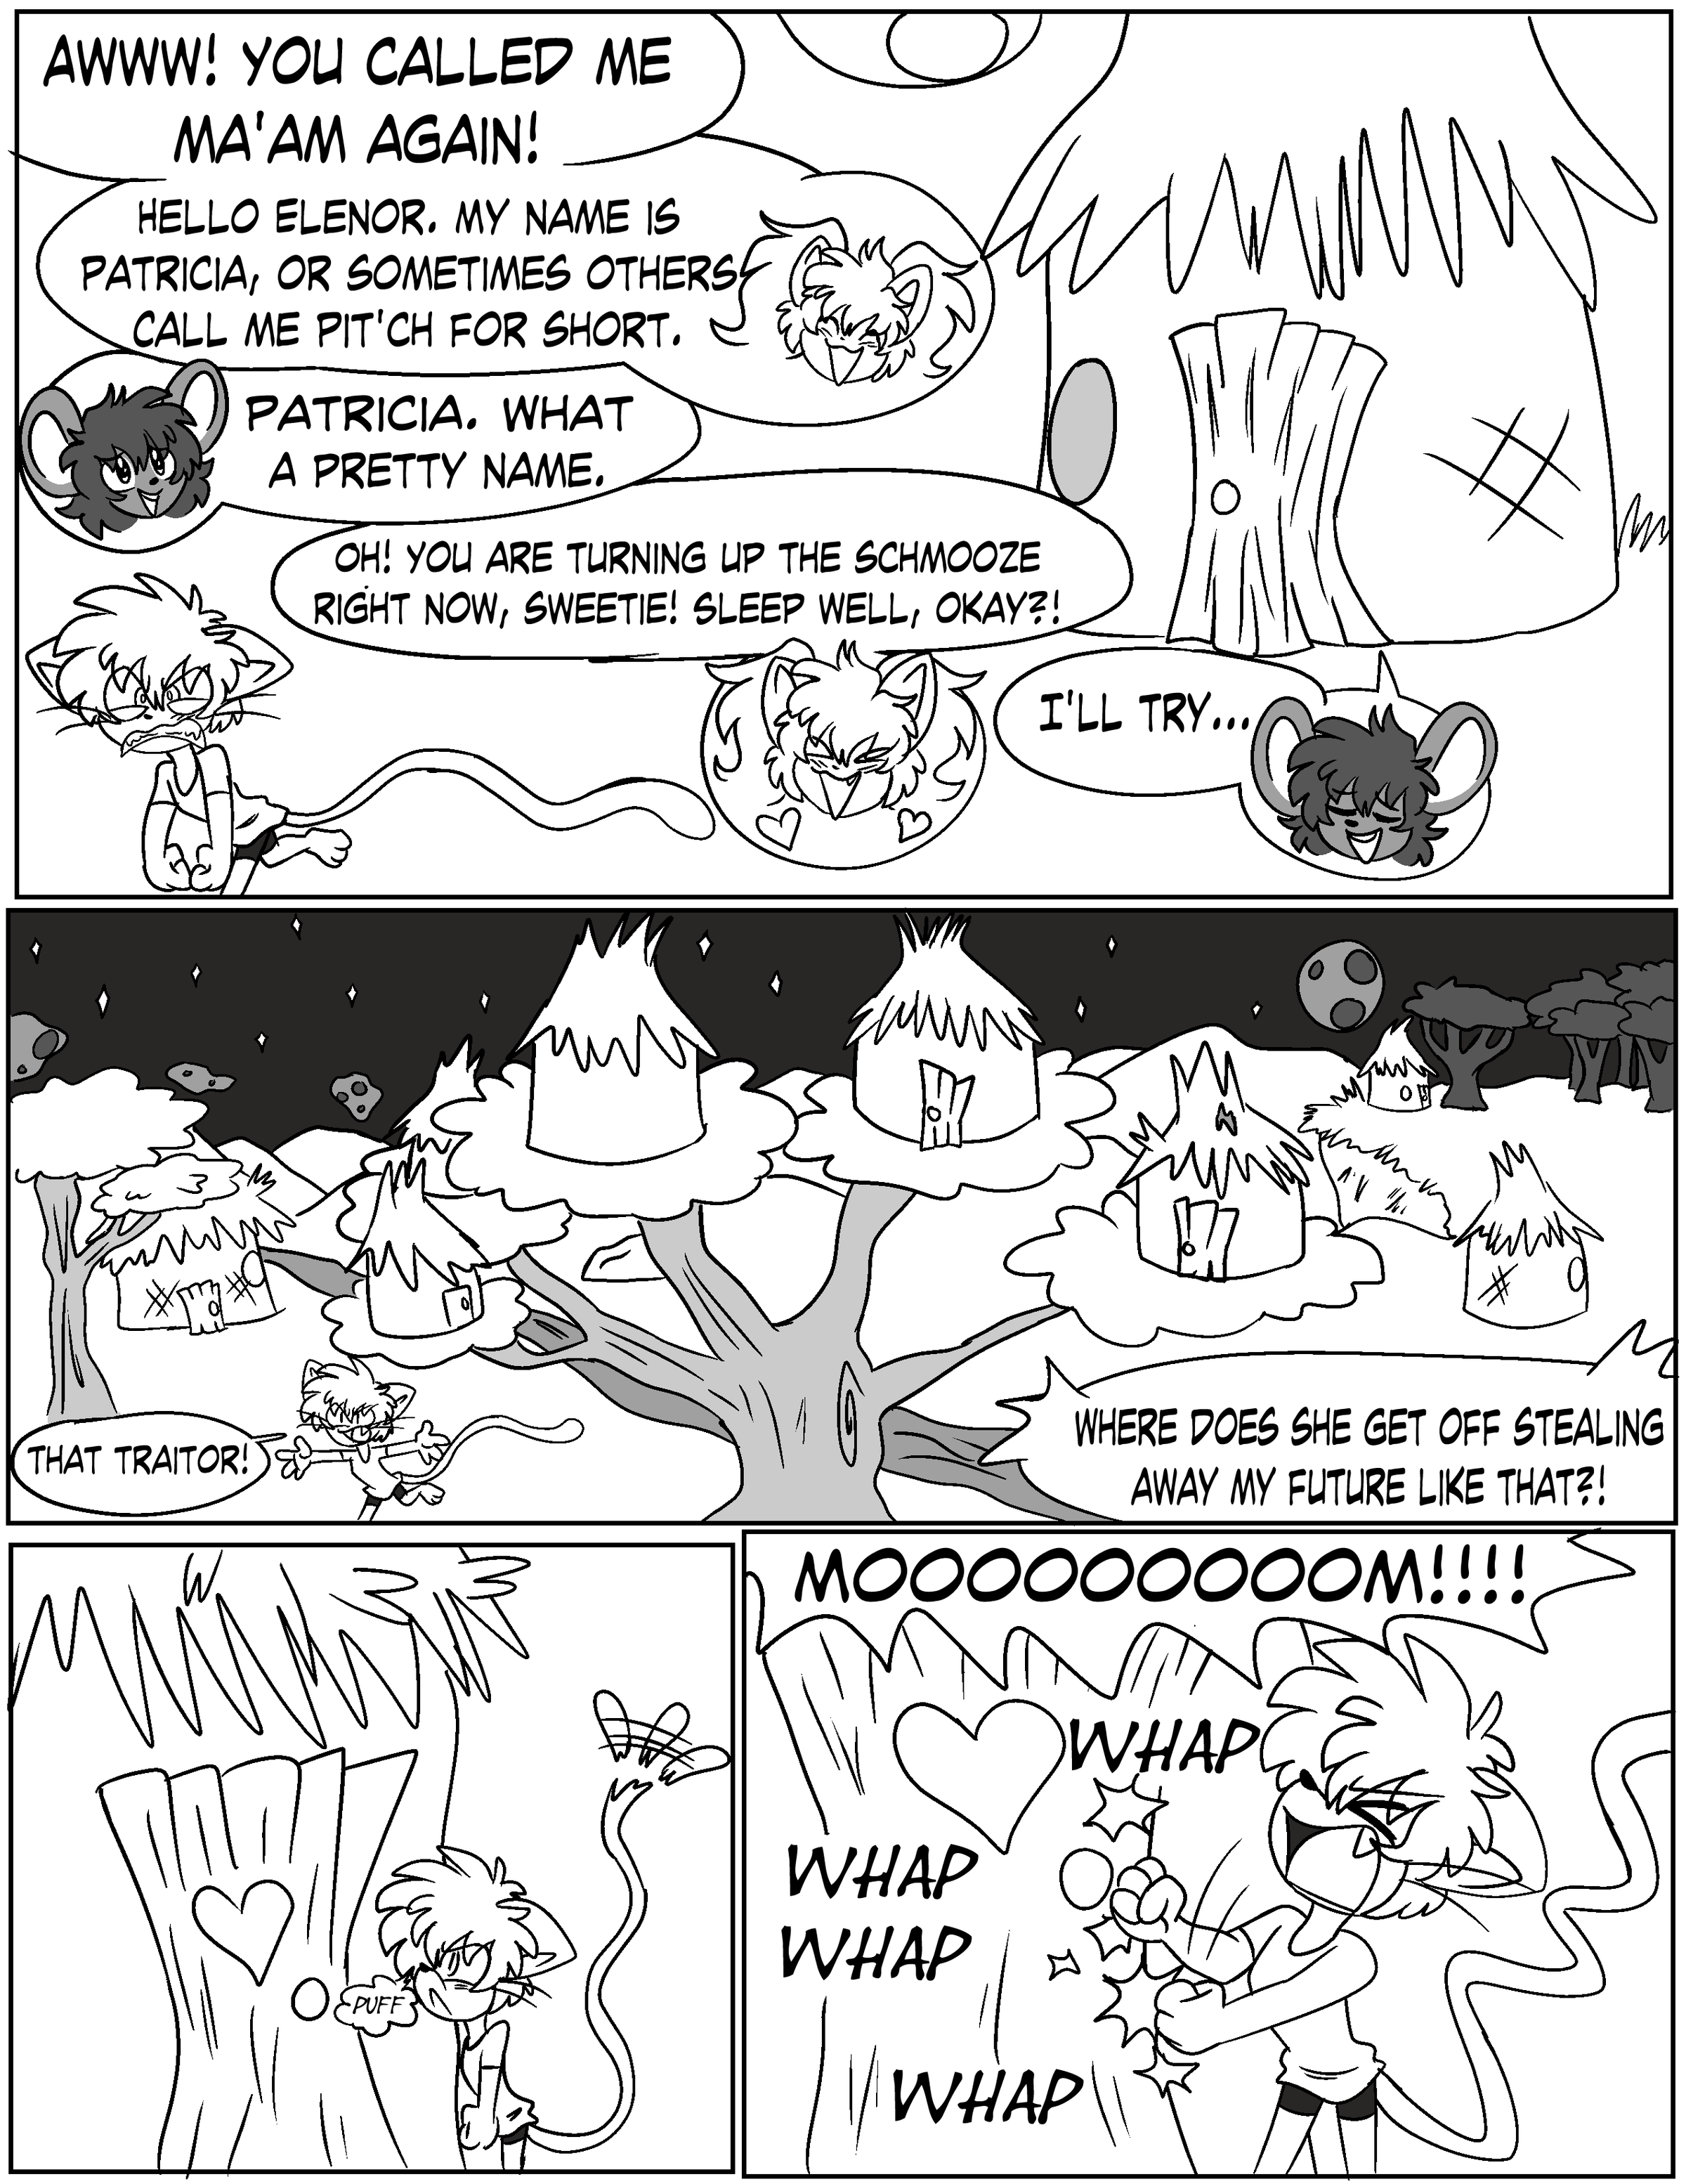 AWWW! YOU CALLED ME
MA'AM AGAIN!
HELLO ELENOR. MY NAME IS
PATRICIA, OR SOMETIMES OTHERS
CALL ME PIT'CH FOR SHORT.
PATRICIA. WHAT
A PRETTY NAME.
OH! YOU ARE TURNING UP THE SCHMOOZE
RIGHT NOW, SWEETIE! SLEEP WELL, OKAY?!
I'LL TRY...
THAT TRAITOR!
WHERE DOES SHE GET OFF STEALING
AWAY MY FUTURE LIKE THAT?!
PUFF
MOOOOOOOOOOM!!!!
WHAP
WHAP
WHAP
WHAP